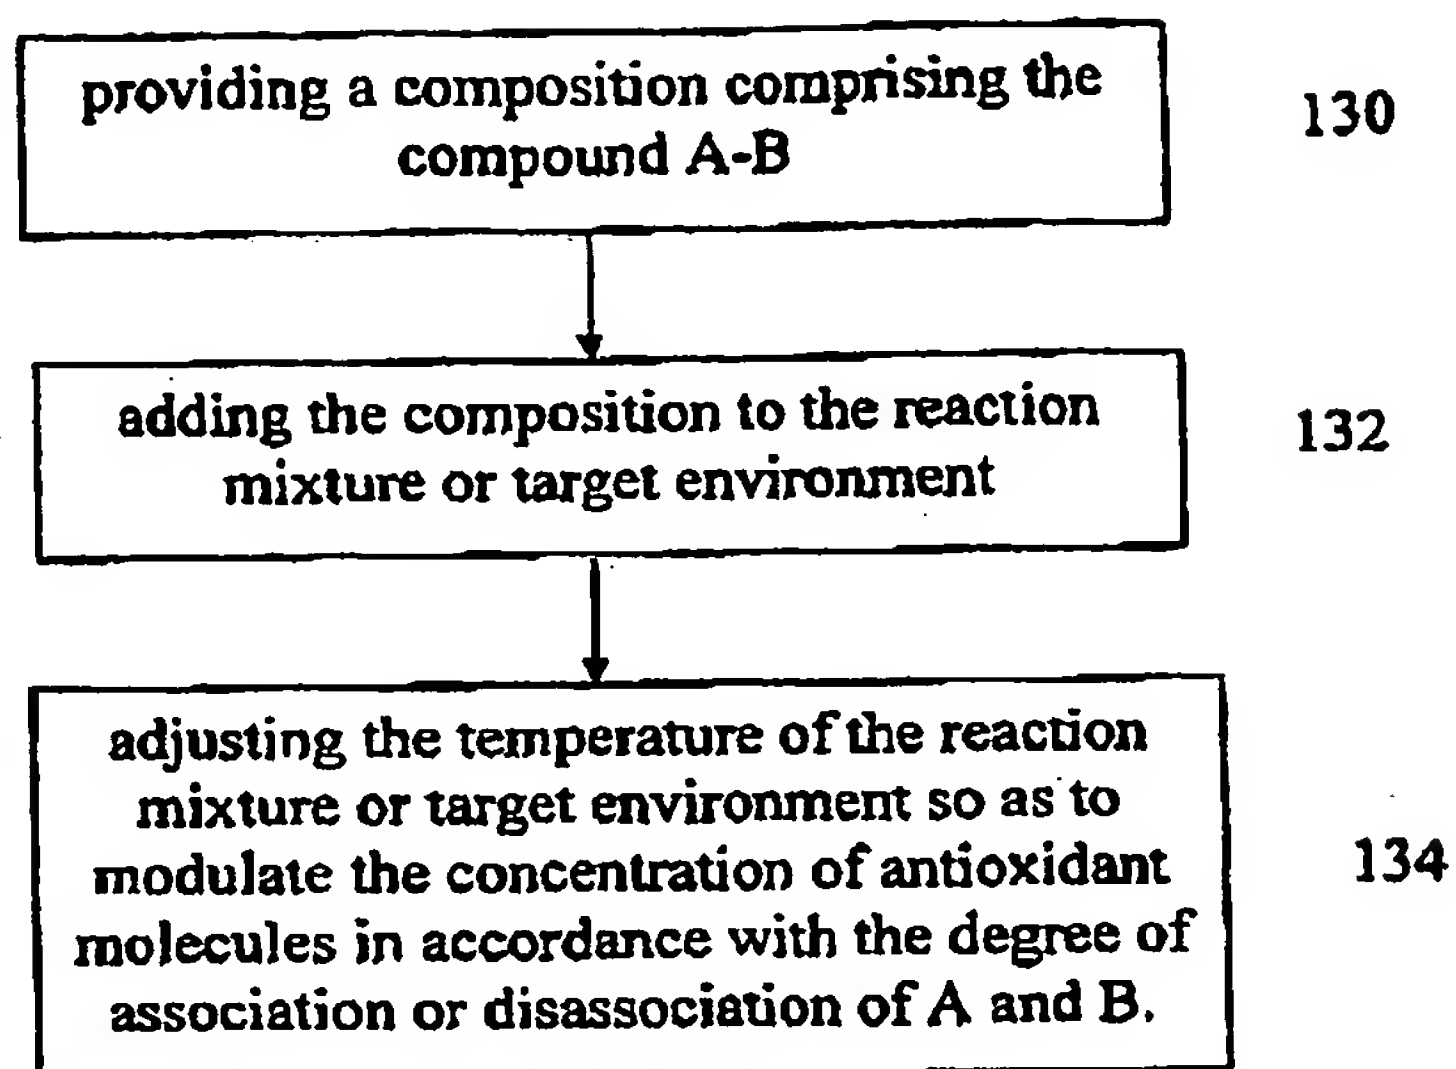 providing a composition comprising the
compound A-B
130
adding the composition to the reaction
mixture or target environment
132
adjusting the temperature of the reaction
mixture or target environment so as to
modulate the concentration of antioxidant
molecules in accordance with the degree of
association or disassociation of A and B.
134